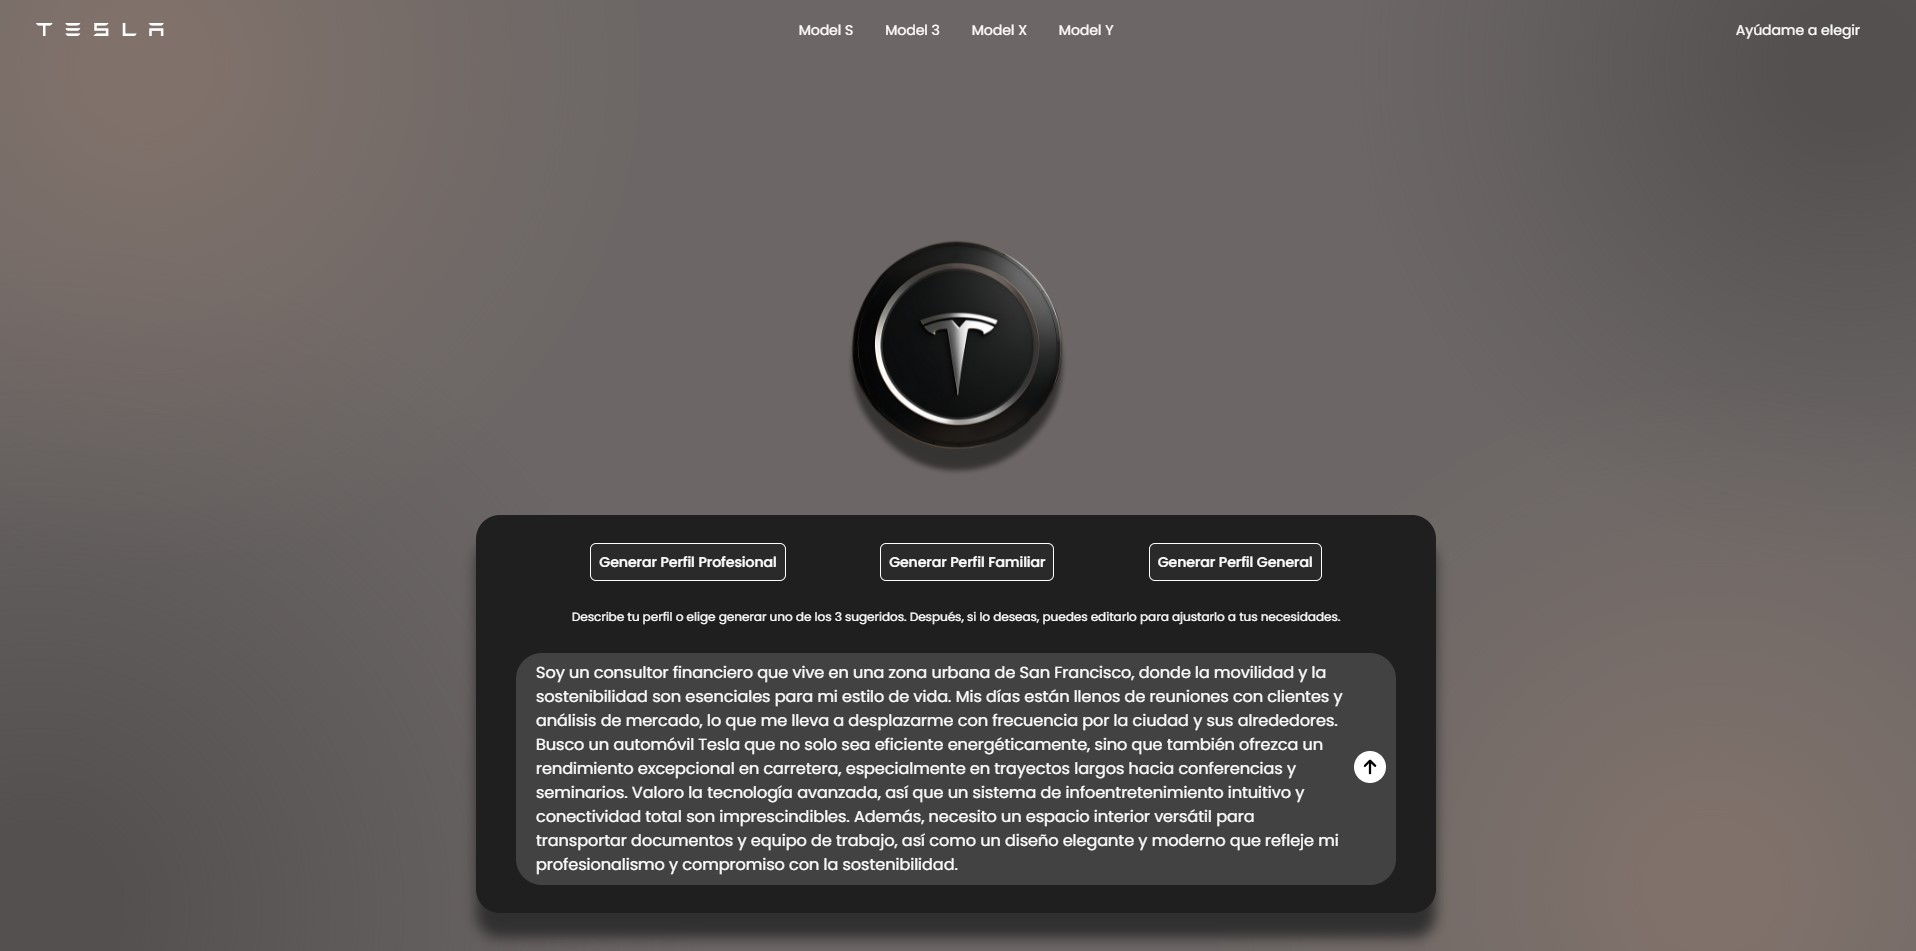 TESLA
Model S
Model 3
Model X
Model Y
Ayúdame a elegir
Generar Perfil Profesional
Generar Perfil Familiar
Generar Perfil General
Describe tu perfil o elige generar uno de los 3 sugeridos. Después, si lo deseas, puedes editarlo para ajustarlo a tus necesidades.
Soy un consultor financiero que vive en una zona urbana de San Francisco, donde la movilidad y la
sostenibilidad son esenciales para mi estilo de vida. Mis días están llenos de reuniones con clientes y
análisis de mercado, lo que me lleva a desplazarme con frecuencia por la ciudad y sus alrededores.
Busco un automóvil Tesla que no solo sea eficiente energéticamente, sino que también ofrezca un
rendimiento excepcional en carretera, especialmente en trayectos largos hacia conferencias y
seminarios. Valoro la tecnología avanzada, así que un sistema de infoentretenimiento intuitivo y
conectividad total son imprescindibles. Además, necesito un espacio interior versátil para
transportar documentos y equipo de trabajo, así como un diseño elegante y moderno que refleje mi
profesionalismo y compromiso con la sostenibilidad.